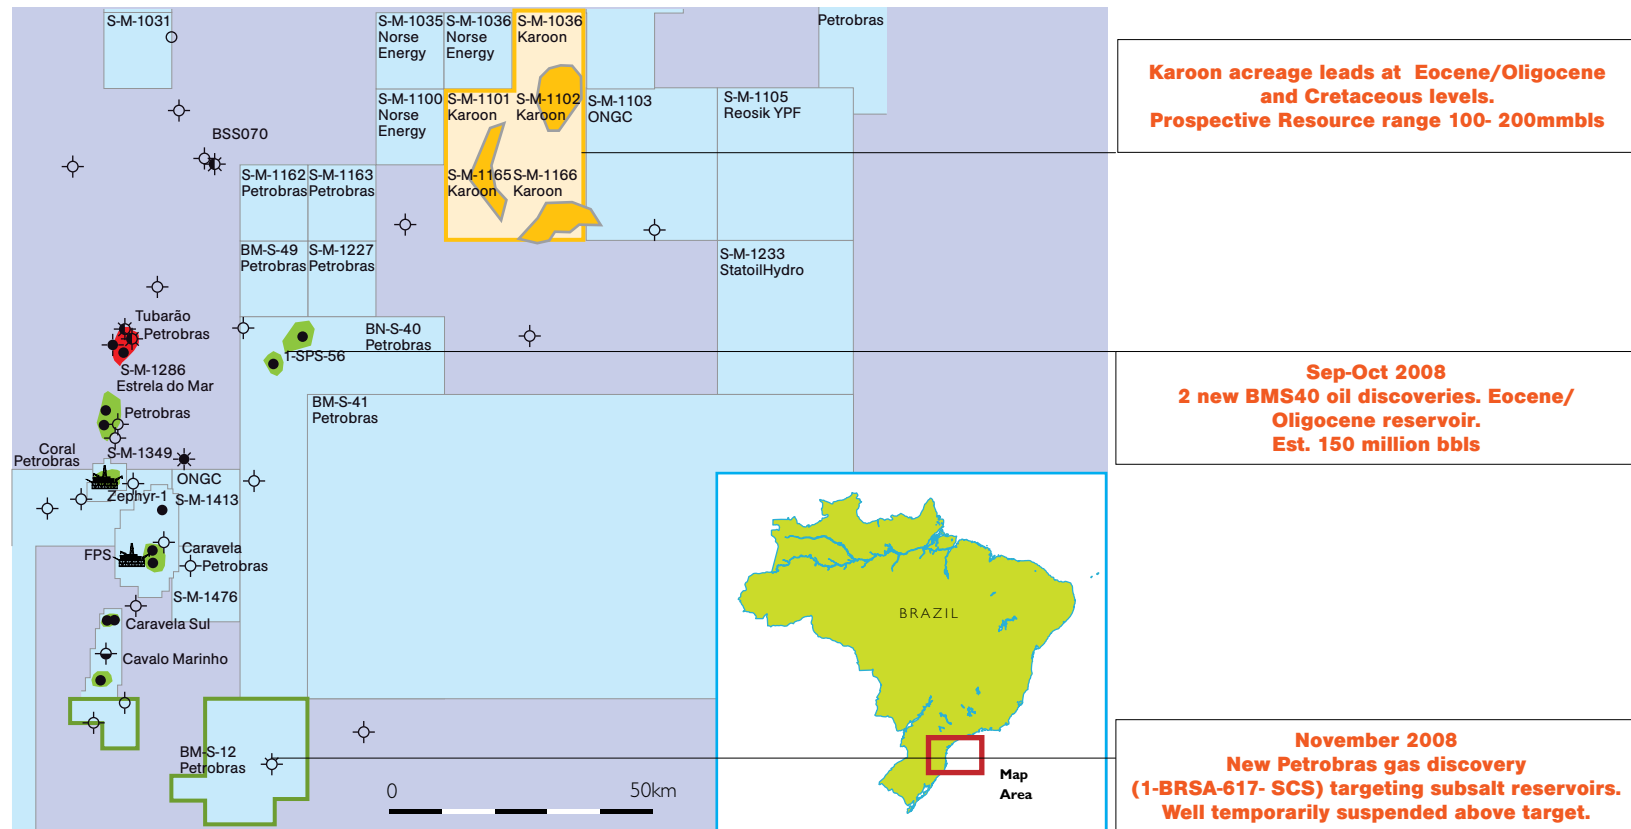 S-M-1031
S-M-1035
Norse
Energy
S-M-1036
Norse
Energy
S-M-1036
Karoon
Petrobras
S-M-1100
Norse
Energy
S-M-1101
Karoon
S-M-1102
Karoon
S-M-1103
ONGC
S-M-1105
Reosik YPF
BSS070
S-M-1162
Petrobras
S-M-1163
Petrobras
S-M-1165
Karoon
S-M-1166
Karoon
BM-S-49
Petrobras
S-M-1227
Petrobras
S-M-1233
StatoilHydro
Tubarão
Petrobras
BN-S-40
Petrobras
1-SPS-56
S-M-1286
Estrela do Mar
Petrobras
BM-S-41
Petrobras
Coral
Petrobras
S-M-1349
ONGC
Zephyr-1
S-M-1413
FPS
Caravela
Petrobras
S-M-1476
Caravela Sul
Cavalo Marinho
BM-S-12
Petrobras
0
50km
BRAZIL
Map
Area
Karoon acreage leads at Eocene/Oligocene
and Cretaceous levels.
Prospective Resource range 100- 200mmbls
Sep-Oct 2008
2 new BMS40 oil discoveries. Eocene/
Oligocene reservoir.
Est. 150 million bbls
November 2008
New Petrobras gas discovery
(1-BRSA-617- SCS) targeting subsalt reservoirs.
Well temporarily suspended above target.